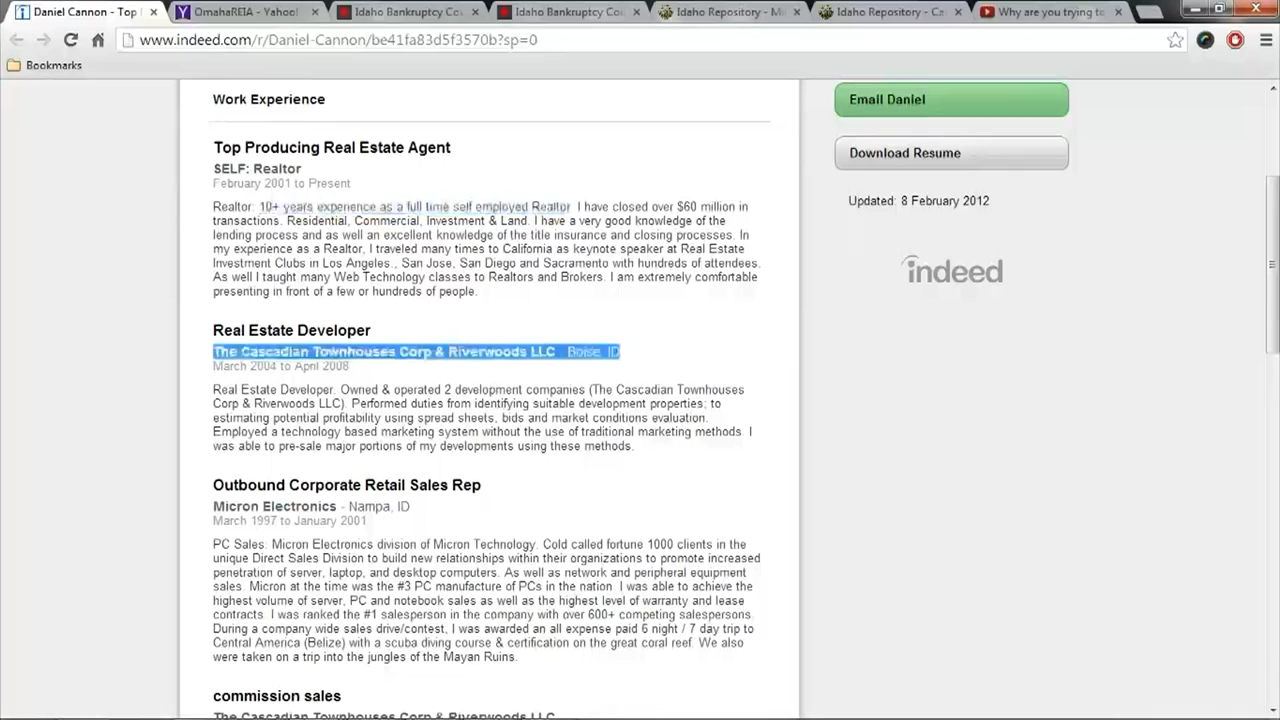 Daniel Cannon - Top
OmahaREIA - Yahoo!
Idaho Bankruptcy Co
Idaho Bankruptcy Co
Idaho Repository - M
Idaho Repository - Ca
Why are you trying to
www.indeed.com/r/Daniel-Cannon/be41fa83d5f3570b?sp=0
Bookmarks
Work Experience
Top Producing Real Estate Agent
SELF: Realtor
February 2001 to Present
Realtor: 10+ years experience as a full time self employed Realtor. I have closed over $60 million in
transactions. Residential, Commercial, Investment & Land. I have a very good knowledge of the
lending process and as well an excellent knowledge of the title insurance and closing processes. In
my experience as a Realtor, I traveled many times to California as keynote speaker at Real Estate
Investment Clubs in Los Angeles., San Jose, San Diego and Sacramento with hundreds of attendees.
As well I taught many Web Technology classes to Realtors and Brokers. I am extremely comfortable
presenting in front of a few or hundreds of people.
Real Estate Developer
The Cascadian Townhouses Corp & Riverwoods LLC Boise, ID
March 2004 to April 2008
Real Estate Developer. Owned & operated 2 development companies (The Cascadian Townhouses
Corp & Riverwoods LLC). Performed duties from identifying suitable development properties; to
estimating potential profitability using spread sheets, bids and market conditions evaluation.
Employed a technology based marketing system without the use of traditional marketing methods. I
was able to pre-sale major portions of my developments using these methods.
Outbound Corporate Retail Sales Rep
Micron Electronics - Nampa, ID
March 1997 to January 2001
PC Sales. Micron Electronics division of Micron Technology. Cold called fortune 1000 clients in the
unique Direct Sales Division to build new relationships within their organizations to promote increased
penetration of server, laptop, and desktop computers. As well as network and peripheral equipment
sales. Micron at the time was the #3 PC manufacture of PCs in the nation. I was able to achieve the
highest volume of server, PC and notebook sales as well as the highest level of warranty and lease
contracts. I was ranked the #1 salesperson in the company with over 600+ competing salespersons.
During a company wide sales drive/contest, I was awarded an all expense paid 6 night / 7 day trip to
Central America (Belize) with a scuba diving course & certification on the great coral reef. We also
were taken on a trip into the jungles of the Mayan Ruins.
commission sales
The Cascadian Townhouses Corp & Riverwoods LLC
Email Daniel
Download Resume
Updated: 8 February 2012
indeed